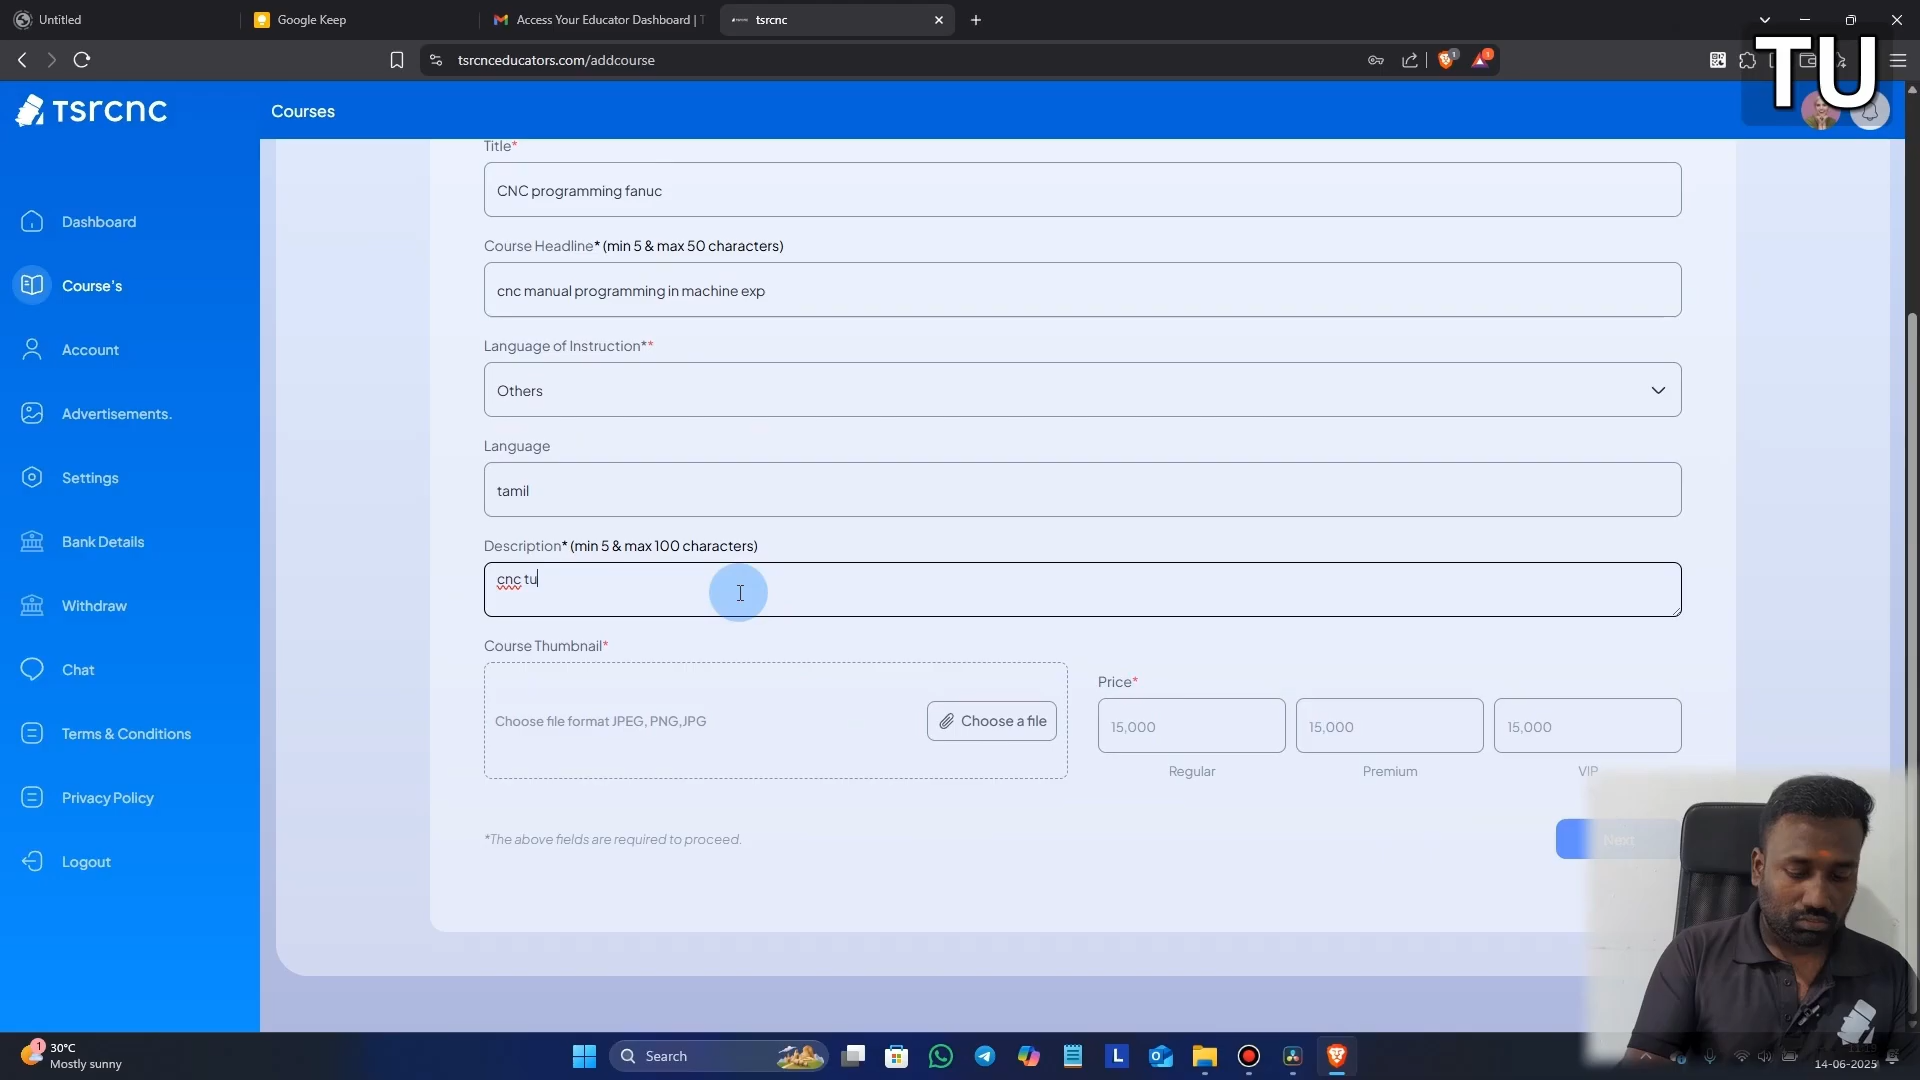 Untitled
Google Keep
Access Your Educator Dashboard | T
tsrcnc
tsrcnceducators.com/addcourse
1
1
TU
TSRCNC
Courses
Dashboard
Course's
Account
Advertisements.
Settings
Bank Details
Withdraw
Chat
Terms & Conditions
Privacy Policy
Logout
Title*
CNC programming fanuc
Course Headline* (min 5 & max 50 characters)
cnc manual programming in machine exp
Language of Instruction**
Others
Language
tamil
Description* (min 5 & max 100 characters)
cnc tu
Course Thumbnail*
Choose file format JPEG, PNG,JPG
Choose a file
Price*
15,000
15,000
15,000
Regular
Premium
VIP
*The above fields are required to proceed.
Next
1
30°C
Mostly sunny
Search
L
14-06-2025